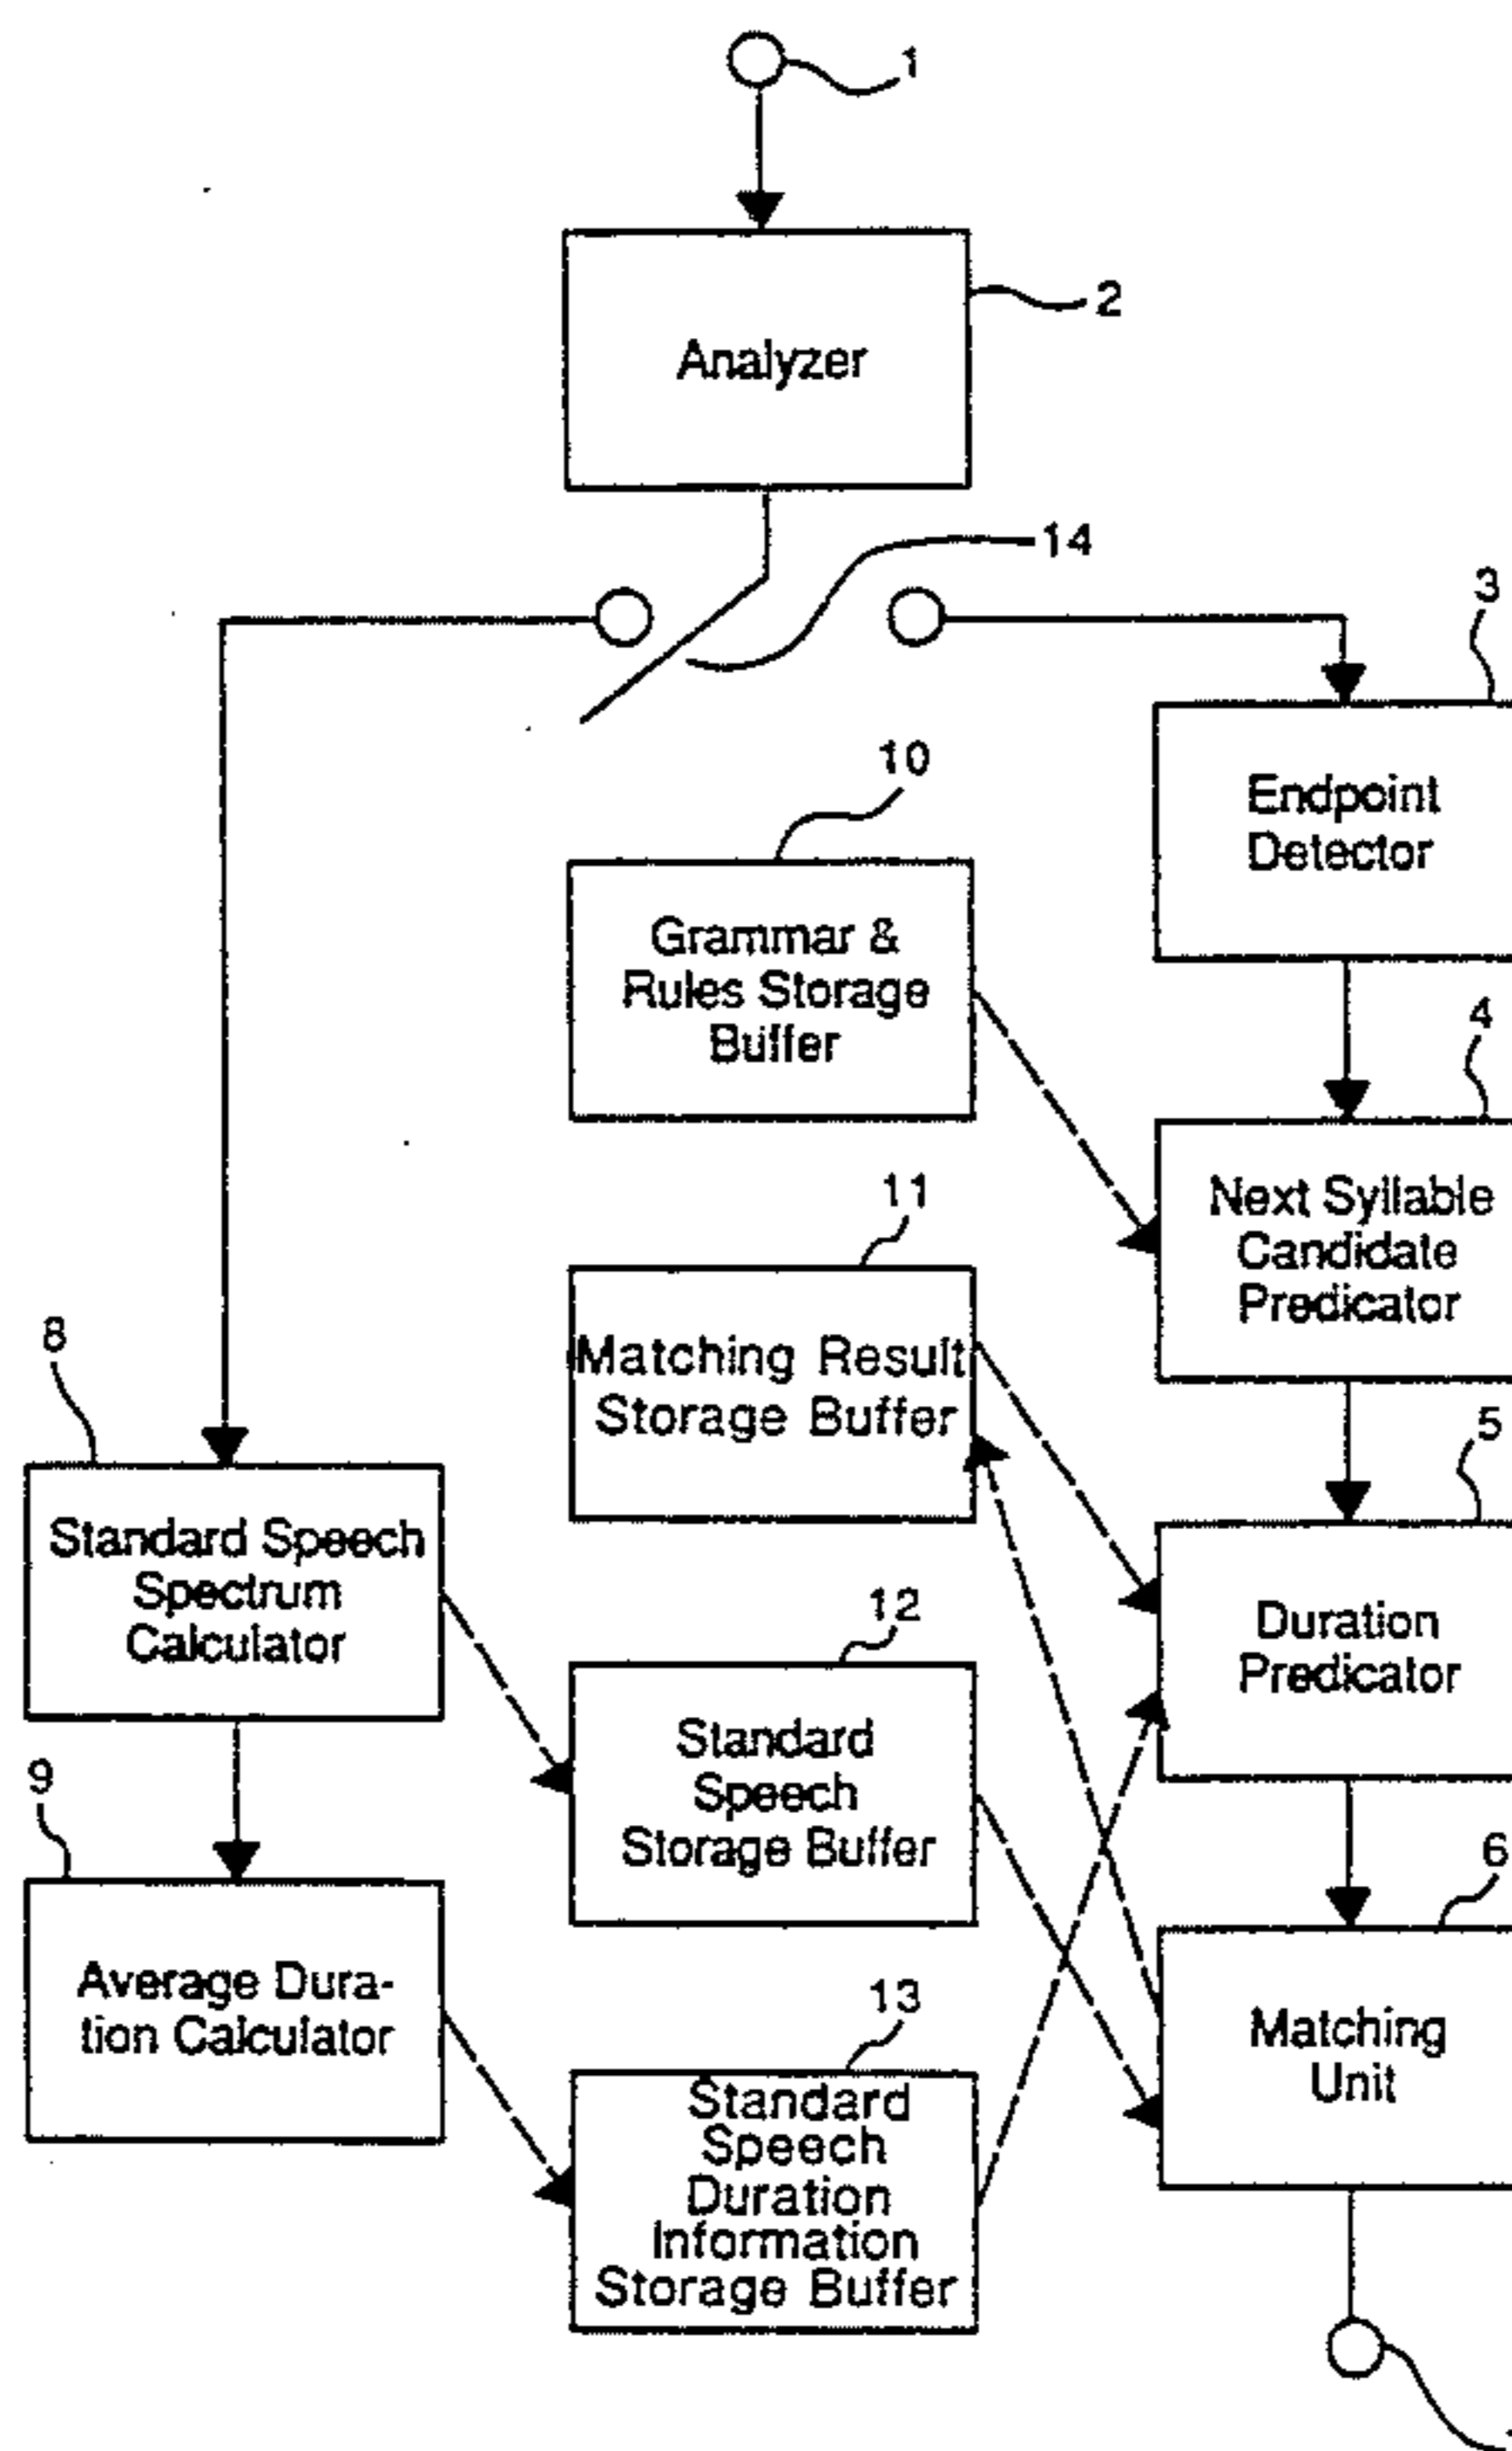 1
2
Analyzer
14
3
10
Endpoint
Detector
Grammar &
Rules Storage
Buffer
4
11
Next Syllable
Candidate
Predicator
8
Matching Result
Storage Buffer
5
Standard Speech
Spectrum
Calculator
12
Duration
Predicator
9
Standard
Speech
Storage Buffer
6
Average Dura-
tion Calculator
13
Matching
Unit
Standard
Speech
Duration
Information
Storage Buffer